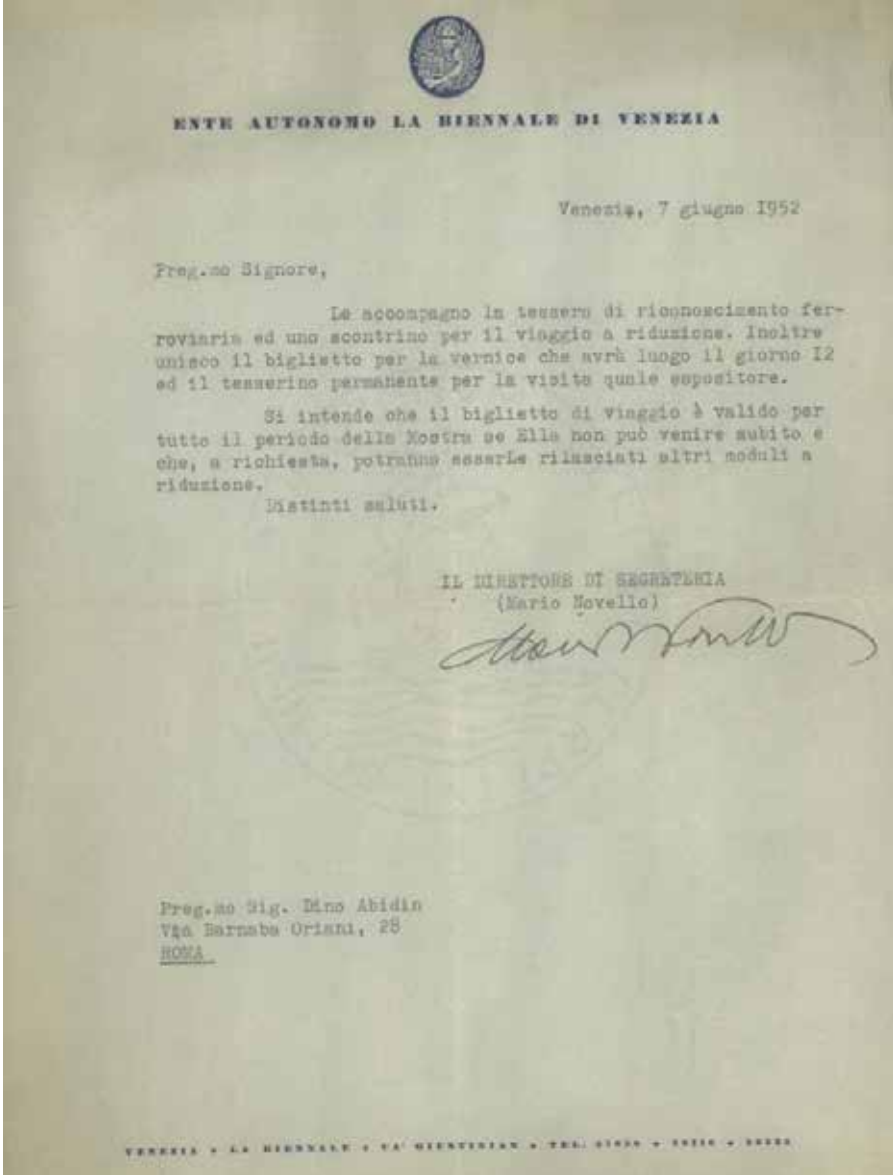 ENTE AUTONOMO LA BIENNALE DI VENEZIA
Venezia, 7 giugno I952
Preg.mo Signore,
Le accompagno la tessera di riconoscimento fer-
roviaria ed uno scontrino per il viaggio a riduzione. Inoltre
unisco il biglietto per la vernice che avrà luogo il giorno I2
ed il tesserino permanente per la visita quale espositore.
Si intende che il biglietto di viaggio è valido per
tutto il periodo della Mostra se Ella non può venire subito e
che, a richiesta, potranno esserLe rilasciati altri moduli a
riduzione.
Distinti saluti.
IL DIRETTORE DI SEGRETERIA
(Mario Novello)
Preg.mo Sig. Dino Abidin
Via Barnaba Oriani, 28
ROMA
VENEZIA • LA BIENNALE • CA' GIUSTINIAN • TEL.